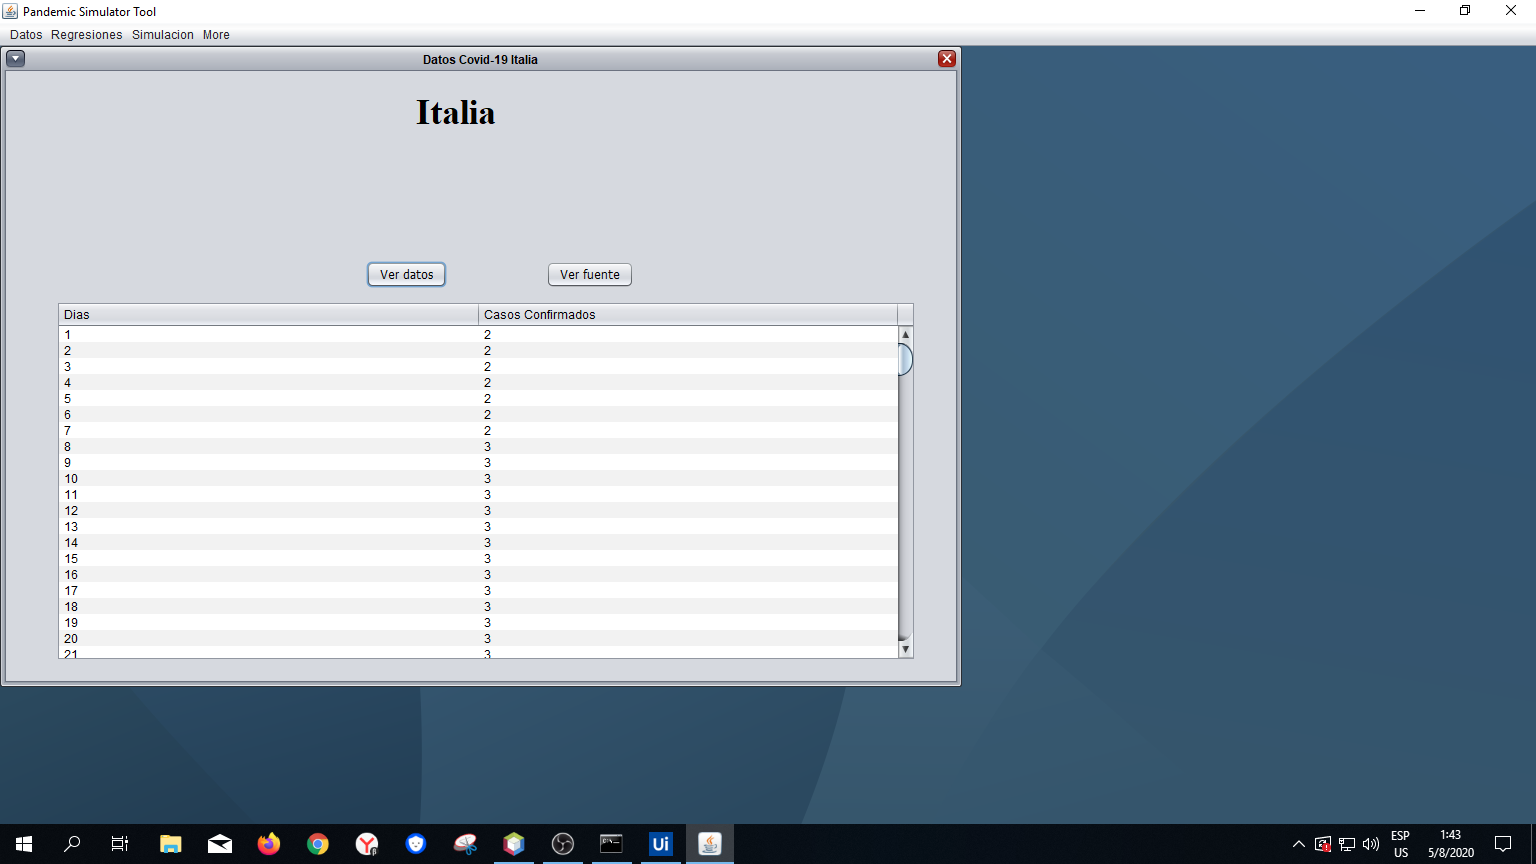 Pandemic Simulator Tool
Datos Regresiones Simulacion More
Datos Covid-19 Italia
Italia
Ver datos Ver fuente
Dias Casos Confirmados
1 2
2 2
3 2
4 2
5 2
6 2
7 2
8 3
9 3
10 3
11 3
12 3
13 3
14 3
15 3
16 3
17 3
18 3
19 3
20 3
21 3
Ui
ESP 1:43
US 5/8/2020